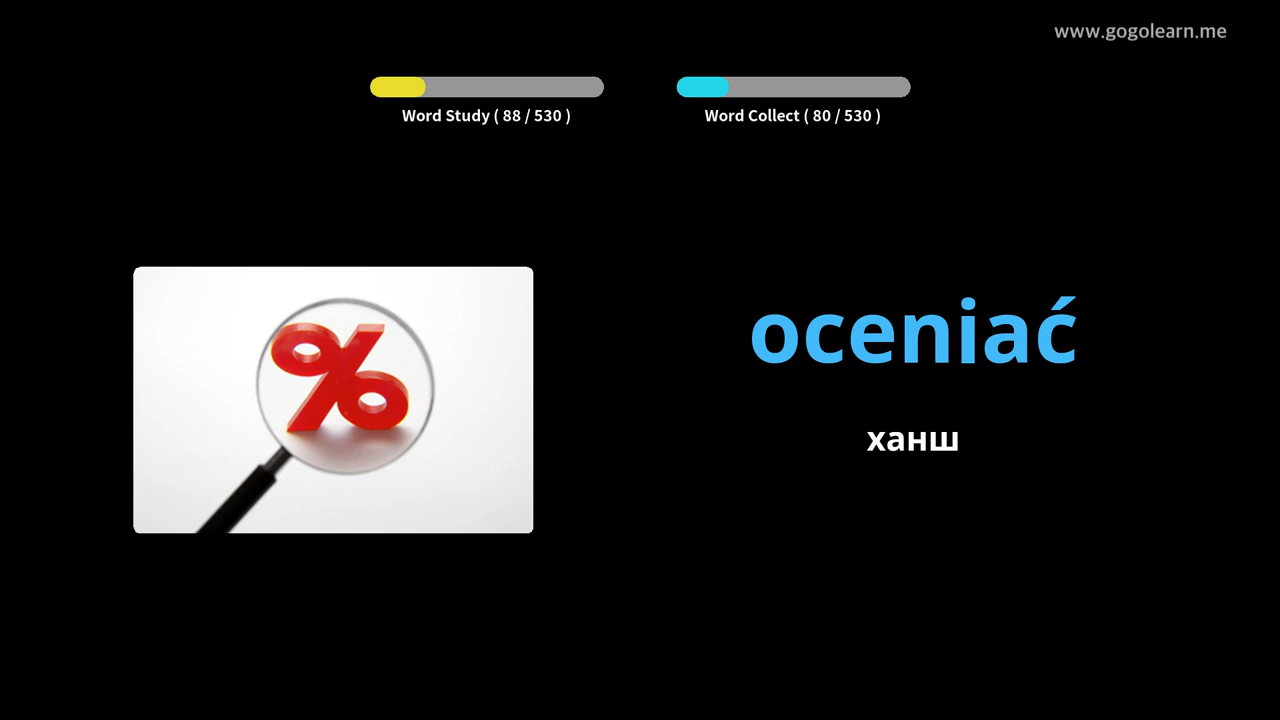 www.gogolearn.me
Word Study ( 88 / 530 )
Word Collect ( 80 / 530 )
%
oceniać
ханш